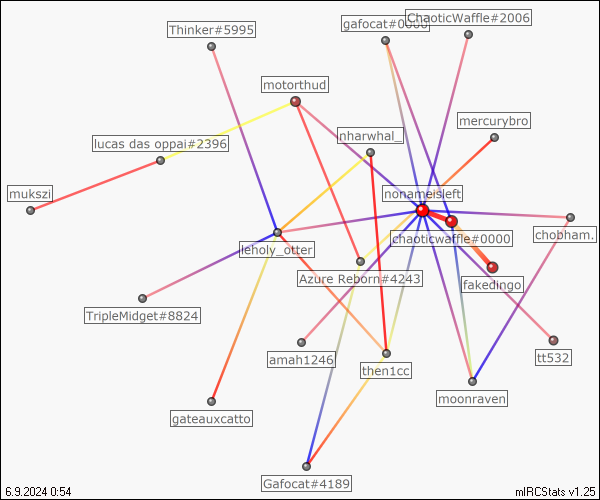 Thinker#5995
gafocat#0000
ChaoticWaffle#2006
motorthud
mercurybro
nharwhal_
lucas das oppai#2396
mukszi
nonameisleft
chobham.
chaoticwaffle#0000
leholy_otter
Azure Reborn#4243
fakedingo.
TripleMidget#8824
amah1246
then1cc
tt532
moonraven
gateauxcatto
Gafocat#4189
6.9.2024 0:54
mIRCStats v1.25